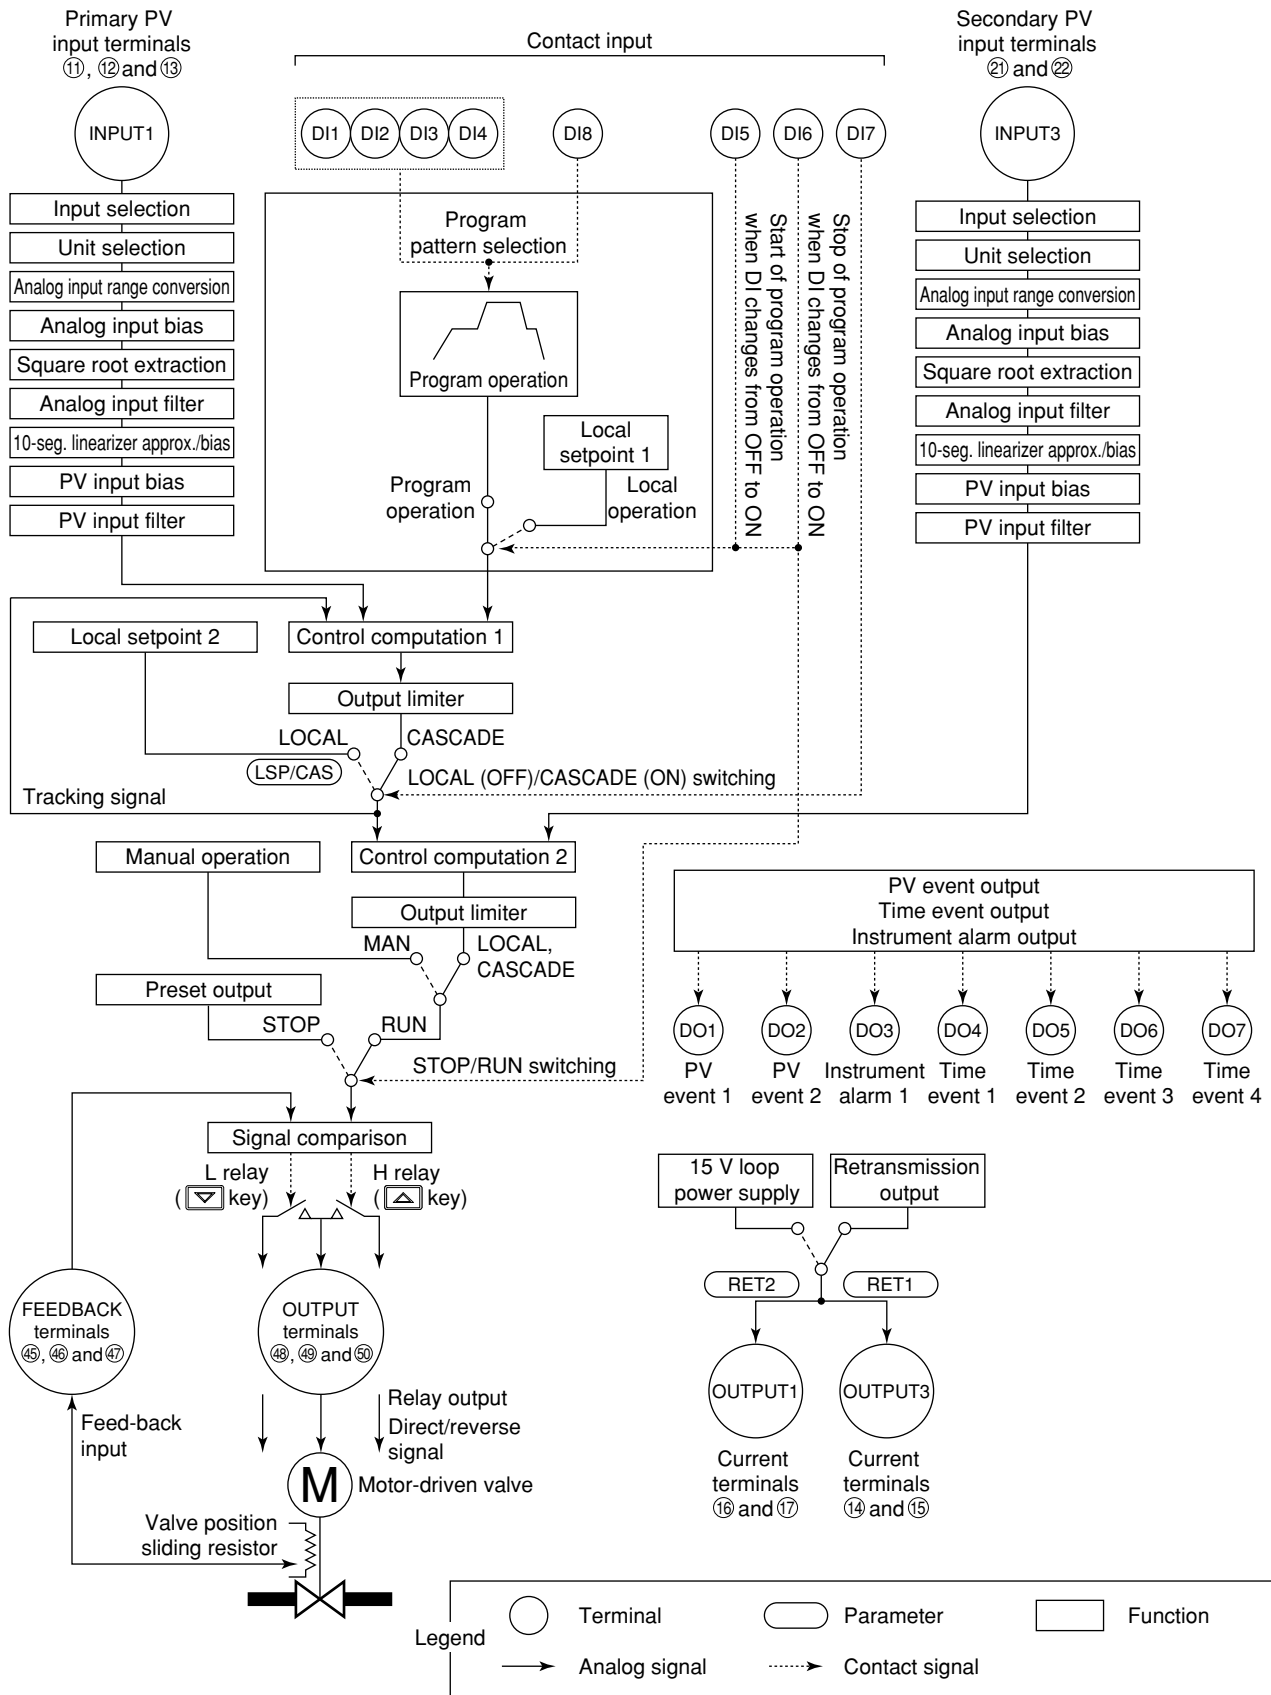 Primary PV
input terminals
⑪, ⑫ and ⑬
Contact input
Secondary PV
input terminals
㉑ and ㉒
INPUT1
DI1
DI2
DI3
DI4
DI8
DI5
DI6
DI7
INPUT3
Input selection
Unit selection
Analog input range conversion
Analog input bias
Square root extraction
Analog input filter
10-seg. linearizer approx./bias
PV input bias
PV input filter
Program
pattern selection
Program operation
Local
setpoint 1
Program
operation
Local
operation
Start of program operation
when DI changes from OFF to ON
Stop of program operation
when DI changes from OFF to ON
Input selection
Unit selection
Analog input range conversion
Analog input bias
Square root extraction
Analog input filter
10-seg. linearizer approx./bias
PV input bias
PV input filter
Local setpoint 2
Control computation 1
Output limiter
LOCAL
CASCADE
LSP/CAS
LOCAL (OFF)/CASCADE (ON) switching
Tracking signal
Manual operation
Control computation 2
Output limiter
MAN
LOCAL,
CASCADE
Preset output
STOP
RUN
STOP/RUN switching
PV event output
Time event output
Instrument alarm output
DO1
DO2
DO3
DO4
DO5
DO6
DO7
PV
event 1
PV
event 2
Instrument
alarm 1
Time
event 1
Time
event 2
Time
event 3
Time
event 4
Signal comparison
L relay
( key)
H relay
( key)
15 V loop
power supply
Retransmission
output
RET2
RET1
FEEDBACK
terminals
㊺, ㊻ and ㊼
OUTPUT
terminals
㊽, ㊾ and ㊿
OUTPUT1
OUTPUT3
Current
terminals
⑯ and ⑰
Current
terminals
⑭ and ⑮
Feed-back
input
Relay output
Direct/reverse
signal
M
Motor-driven valve
Valve position
sliding resistor
Legend
Terminal
Parameter
Function
Analog signal
Contact signal